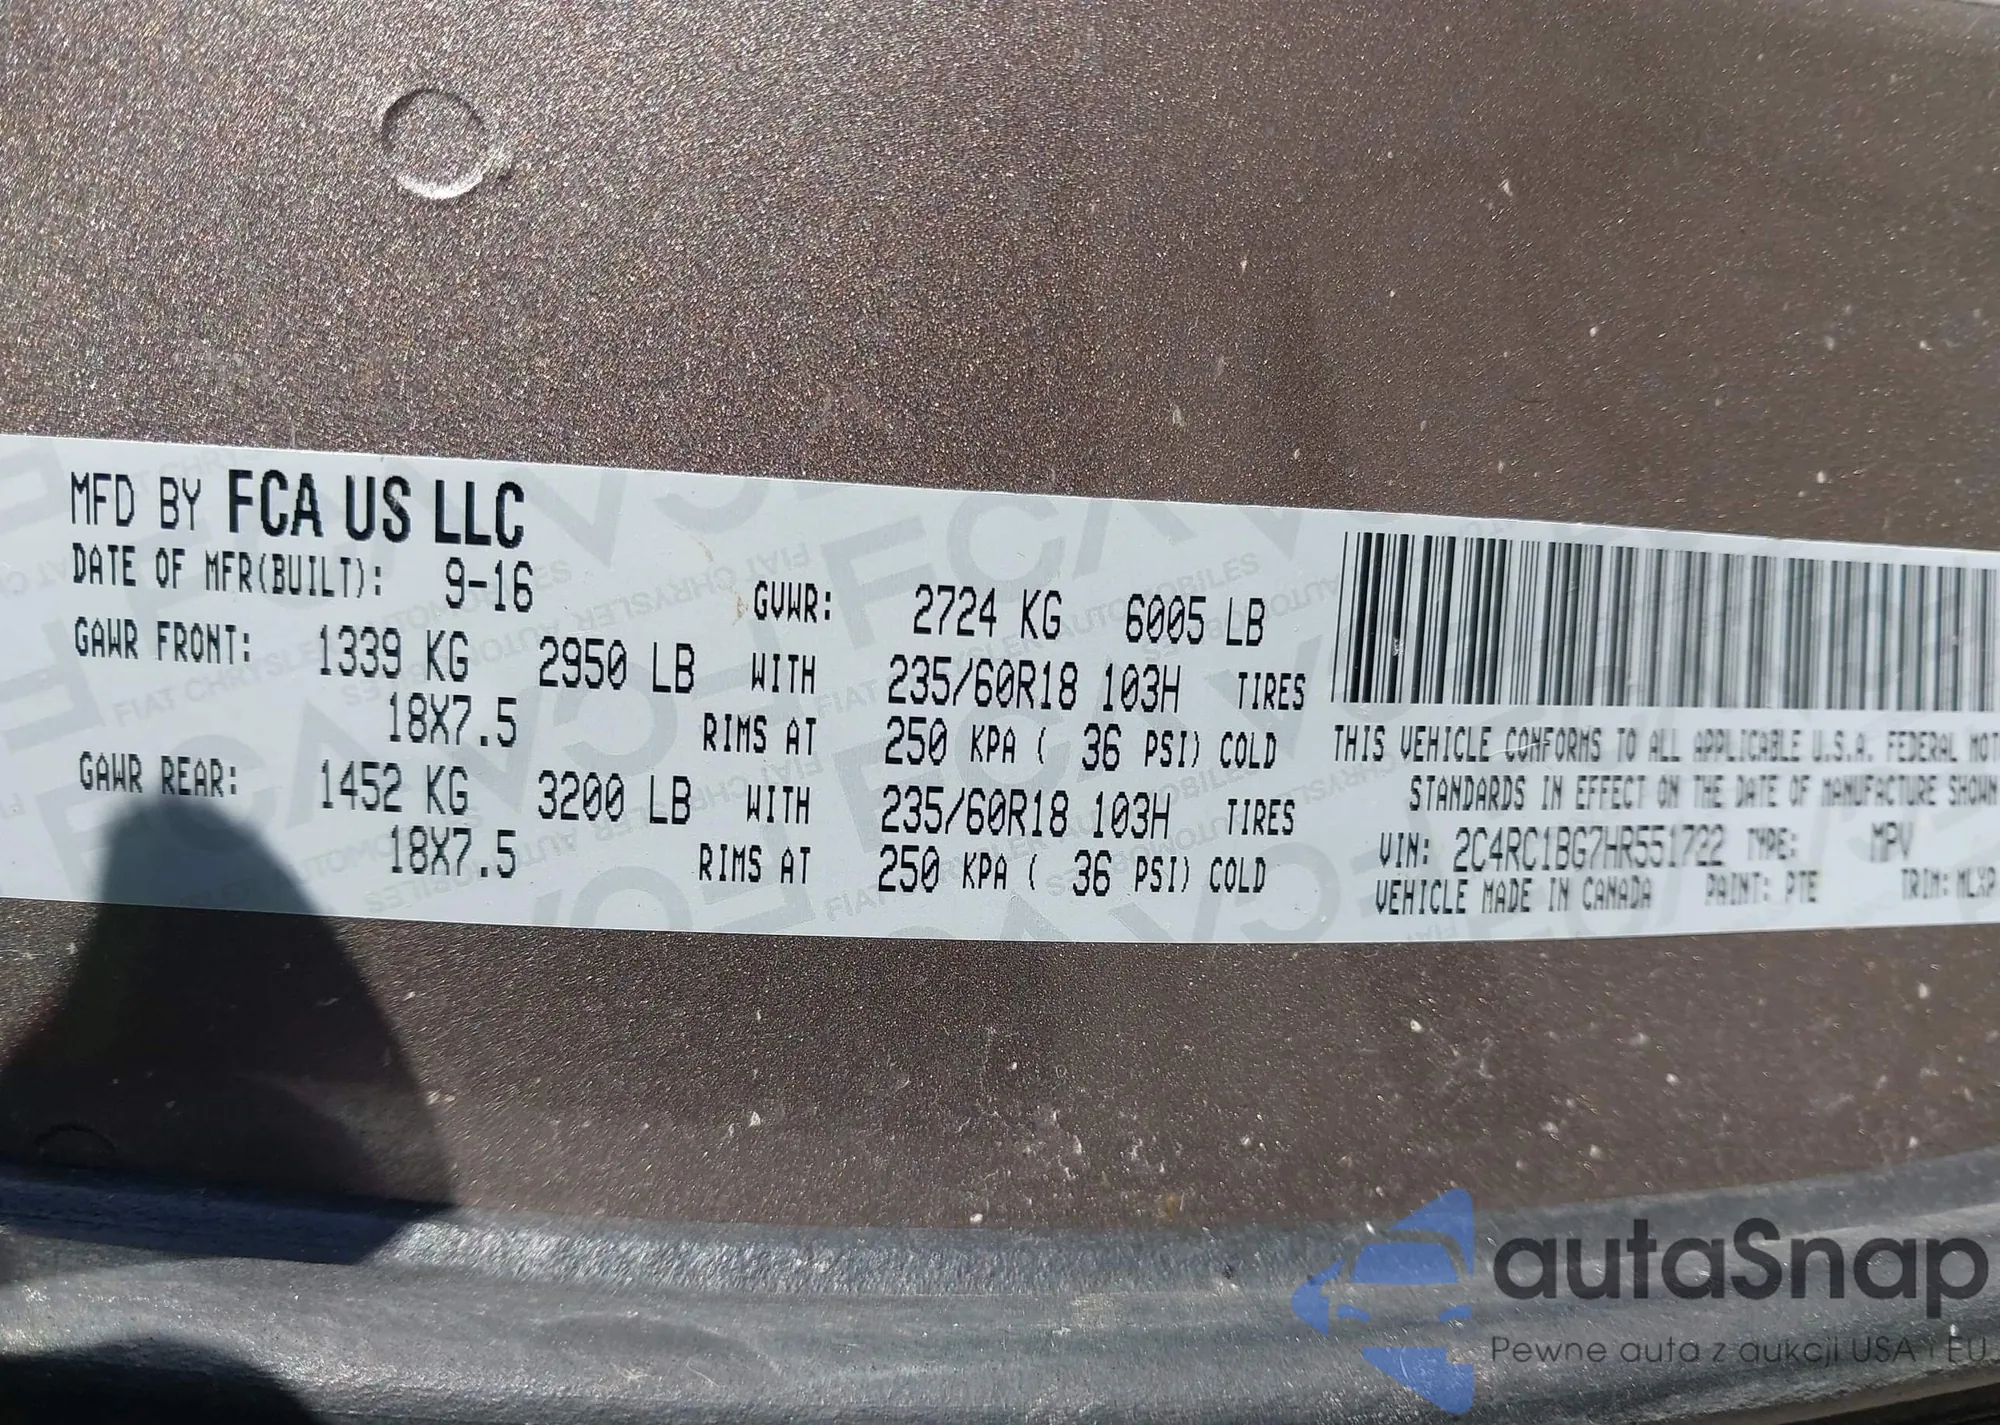 MFD BY FCA US LLC
DATE OF MFR(BUILT): 9-16 GVWR: 2724 KG 6005 LB
GAWR FRONT: 1339 KG 2950 LB WITH 235/60R18 103H TIRES
18X7.5 RIMS AT 250 KPA ( 36 PSI) COLD
GAWR REAR: 1452 KG 3200 LB WITH 235/60R18 103H TIRES
18X7.5 RIMS AT 250 KPA ( 36 PSI) COLD
THIS VEHICLE CONFORMS TO ALL APPLICABLE U.S.A. FEDERAL MOT
STANDARDS IN EFFECT ON THE DATE OF MANUFACTURE SHOWN
VIN: 2C4RC1BG7HR551722 TYPE: MPV
VEHICLE MADE IN CANADA PAINT: PTE TRIM: MLXP
autaSnap
Pewne auta z aukcji USA i EU